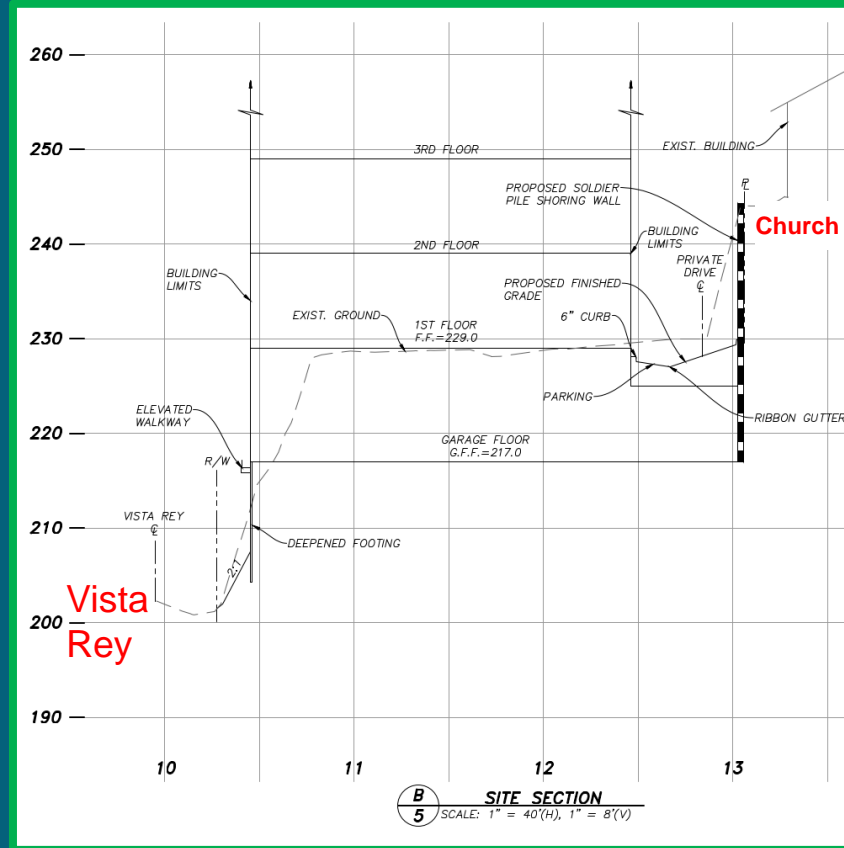 260
250
240
230
220
210
200
190
3RD FLOOR
EXIST. BUILDING
PROPOSED SOLDIER
PILE SHORING WALL
PL
Church
2ND FLOOR
BUILDING
LIMITS
PRIVATE
DRIVE
CL
BUILDING
LIMITS
PROPOSED FINISHED
GRADE
EXIST. GROUND
1ST FLOOR
F.F.=229.0
6" CURB
PARKING
RIBBON GUTTER
ELEVATED
WALKWAY
GARAGE FLOOR
G.F.F.=217.0
R/W
VISTA REY
CL
DEEPENED FOOTING
2:1
Vista
Rey
10 11 12 13
B
5
SITE SECTION
SCALE: 1" = 40'(H), 1" = 8'(V)